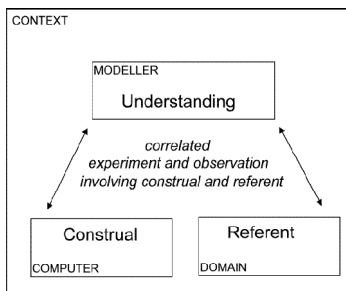 CONTEXT
MODELLER
Understanding
correlated
experiment and observation
involving construal and referent
Construal
COMPUTER
Referent
DOMAIN